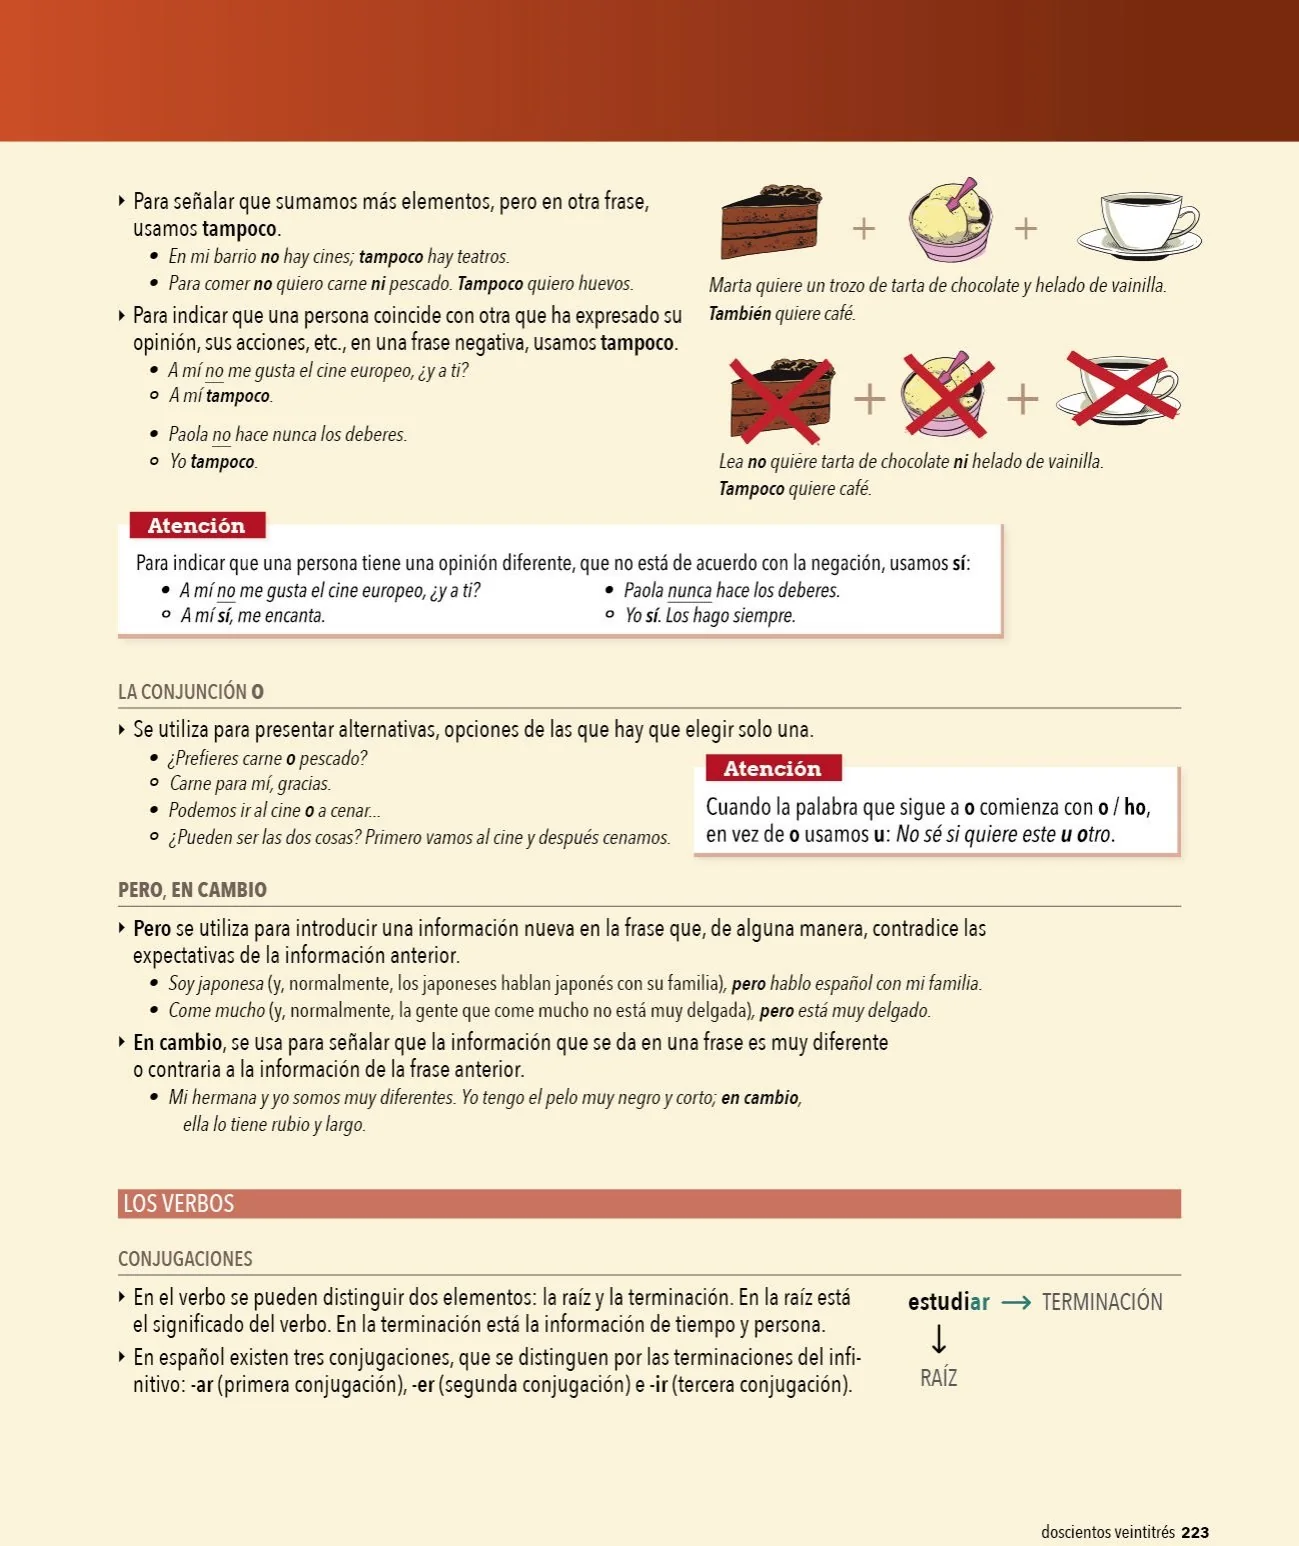 Para señalar que sumamos más elementos, pero en otra frase,
usamos tampoco.
• En mi barrio no hay cines; tampoco hay teatros.
• Para comer no quiero carne ni pescado. Tampoco quiero huevos.
Para indicar que una persona coincide con otra que ha expresado su
opinión, sus acciones, etc., en una frase negativa, usamos tampoco.
• A mí no me gusta el cine europeo, ¿y a ti?
○ A mí tampoco.
• Paola no hace nunca los deberes.
○ Yo tampoco.
+ +
Marta quiere un trozo de tarta de chocolate y helado de vainilla.
También quiere café.
+ +
Lea no quiere tarta de chocolate ni helado de vainilla.
Tampoco quiere café.
Atención
Para indicar que una persona tiene una opinión diferente, que no está de acuerdo con la negación, usamos sí:
• A mí no me gusta el cine europeo, ¿y a ti?
○ A mí sí, me encanta.
• Paola nunca hace los deberes.
○ Yo sí. Los hago siempre.
LA CONJUNCIÓN O
Se utiliza para presentar alternativas, opciones de las que hay que elegir solo una.
• ¿Prefieres carne o pescado?
○ Carne para mí, gracias.
• Podemos ir al cine o a cenar...
○ ¿Pueden ser las dos cosas? Primero vamos al cine y después cenamos.
Atención
Cuando la palabra que sigue a o comienza con o / ho,
en vez de o usamos u: No sé si quiere este u otro.
PERO, EN CAMBIO
Pero se utiliza para introducir una información nueva en la frase que, de alguna manera, contradice las
expectativas de la información anterior.
• Soy japonesa (y, normalmente, los japoneses hablan japonés con su familia), pero hablo español con mi familia.
• Come mucho (y, normalmente, la gente que come mucho no está muy delgada), pero está muy delgado.
En cambio, se usa para señalar que la información que se da en una frase es muy diferente
o contraria a la información de la frase anterior.
• Mi hermana y yo somos muy diferentes. Yo tengo el pelo muy negro y corto; en cambio,
ella lo tiene rubio y largo.
LOS VERBOS
CONJUGACIONES
En el verbo se pueden distinguir dos elementos: la raíz y la terminación. En la raíz está
el significado del verbo. En la terminación está la información de tiempo y persona.
En español existen tres conjugaciones, que se distinguen por las terminaciones del infi-
nitivo: -ar (primera conjugación), -er (segunda conjugación) e -ir (tercera conjugación).
estudiar → TERMINACIÓN
↓
RAÍZ
doscientos veintitrés 223